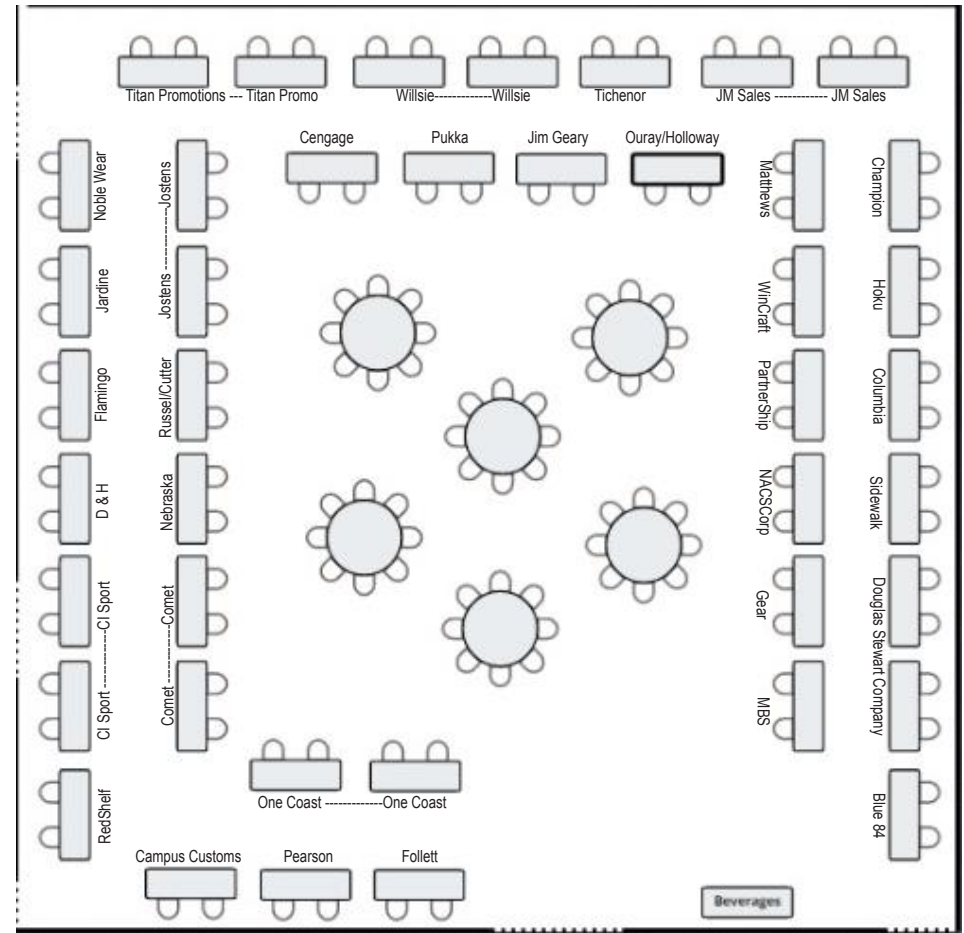 Titan Promotions --- Titan Promo
Willsie-------------Willsie
Tichenor
JM Sales ------------ JM Sales
Cengage
Pukka
Jim Geary
Ouray/Holloway
Noble Wear
Jardine
Flamingo
D & H
CI Sport -------------CI Sport
RedShelf
Jostens ---------------Jostens
Russel/Cutter
Nebraska
Comet ---------------Comet
Matthews
WinCraft
PartnerShip
NACSCorp
Gear
MBS
Champion
Hoku
Columbia
Sidewalk
Douglas Stewart Company
Blue 84
One Coast -------------One Coast
Campus Customs
Pearson
Follett
Beverages